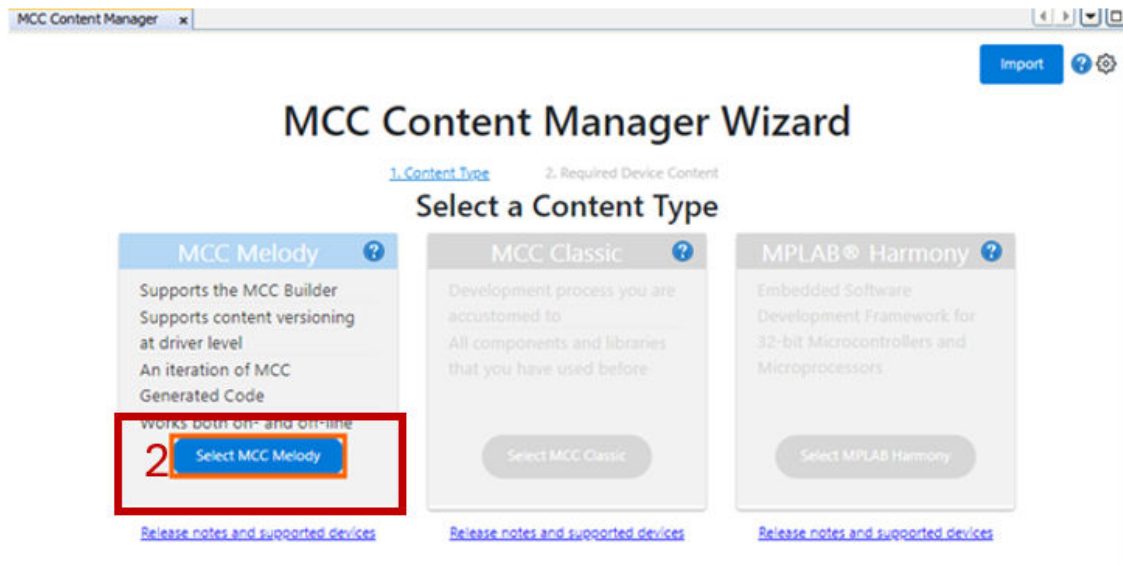 MCC Content Manager x
Import
MCC Content Manager Wizard
1. Content Type 2. Required Device Content
Select a Content Type
MCC Melody ?
Supports the MCC Builder
Supports content versioning
at driver level
An iteration of MCC
Generated Code
Works both on- and off-line
2 Select MCC Melody
Release notes and supported devices
MCC Classic ?
Development process you are
accustomed to
All components and libraries
that you have used before
Select MCC Classic
Release notes and supported devices
MPLAB® Harmony ?
Embedded Software
Development Framework for
32-bit Microcontrollers and
Microprocessors
Select MPLAB Harmony
Release notes and supported devices